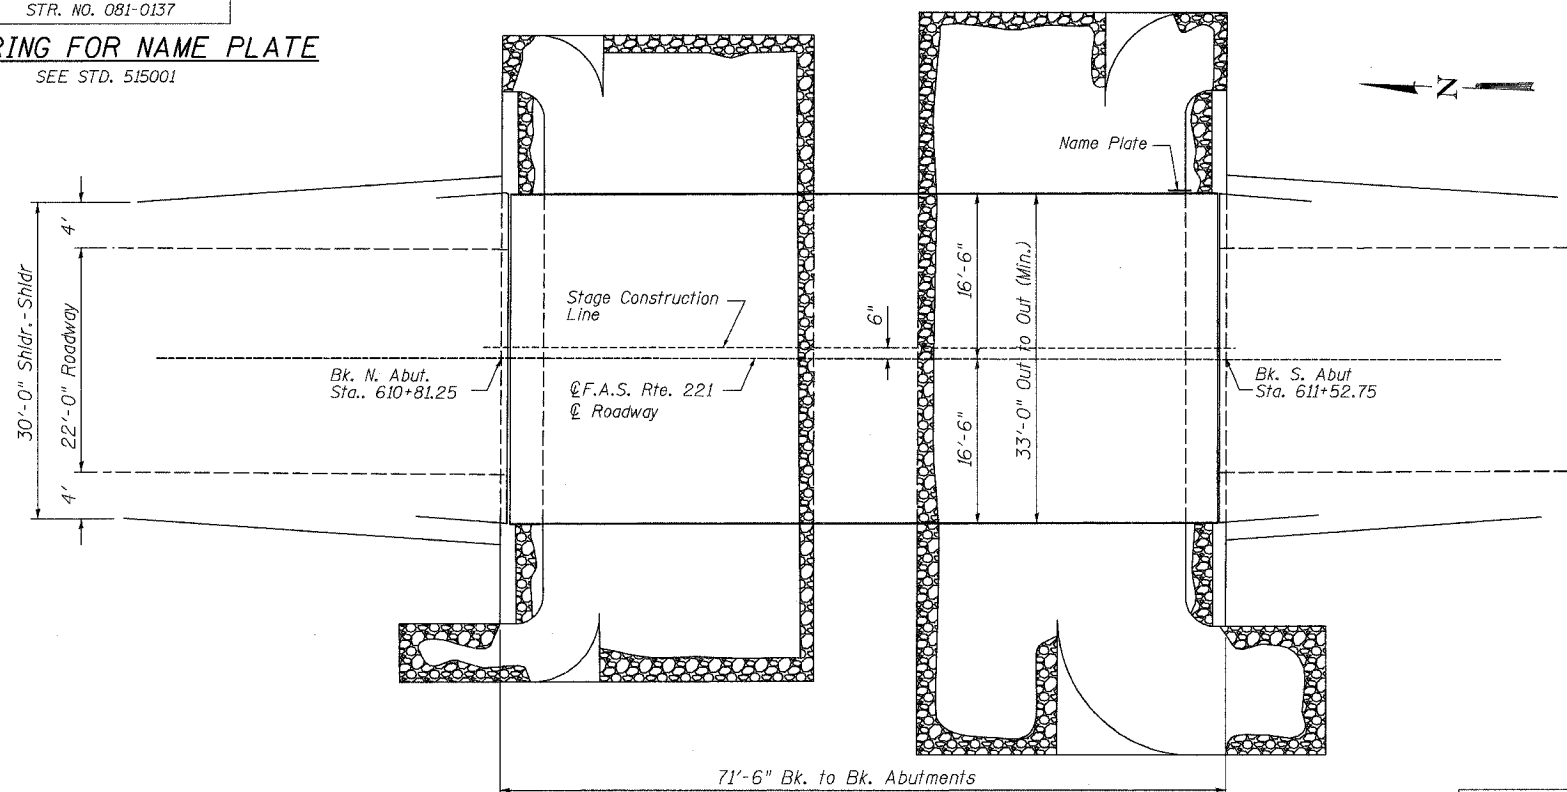 STR. NO. 081-0137
RING FOR NAME PLATE
SEE STD. 515001
N
Name Plate
4'
30'-0" Shldr.-Shldr
22'-0" Roadway
4'
Stage Construction
Line
6"
16'-6"
33'-0" Out to Out (Min.)
16'-6"
Bk. N. Abut.
Sta.. 610+81.25
℄ F.A.S. Rte. 221
℄ Roadway
Bk. S. Abut
Sta. 611+52.75
71'-6" Bk. to Bk. Abutments